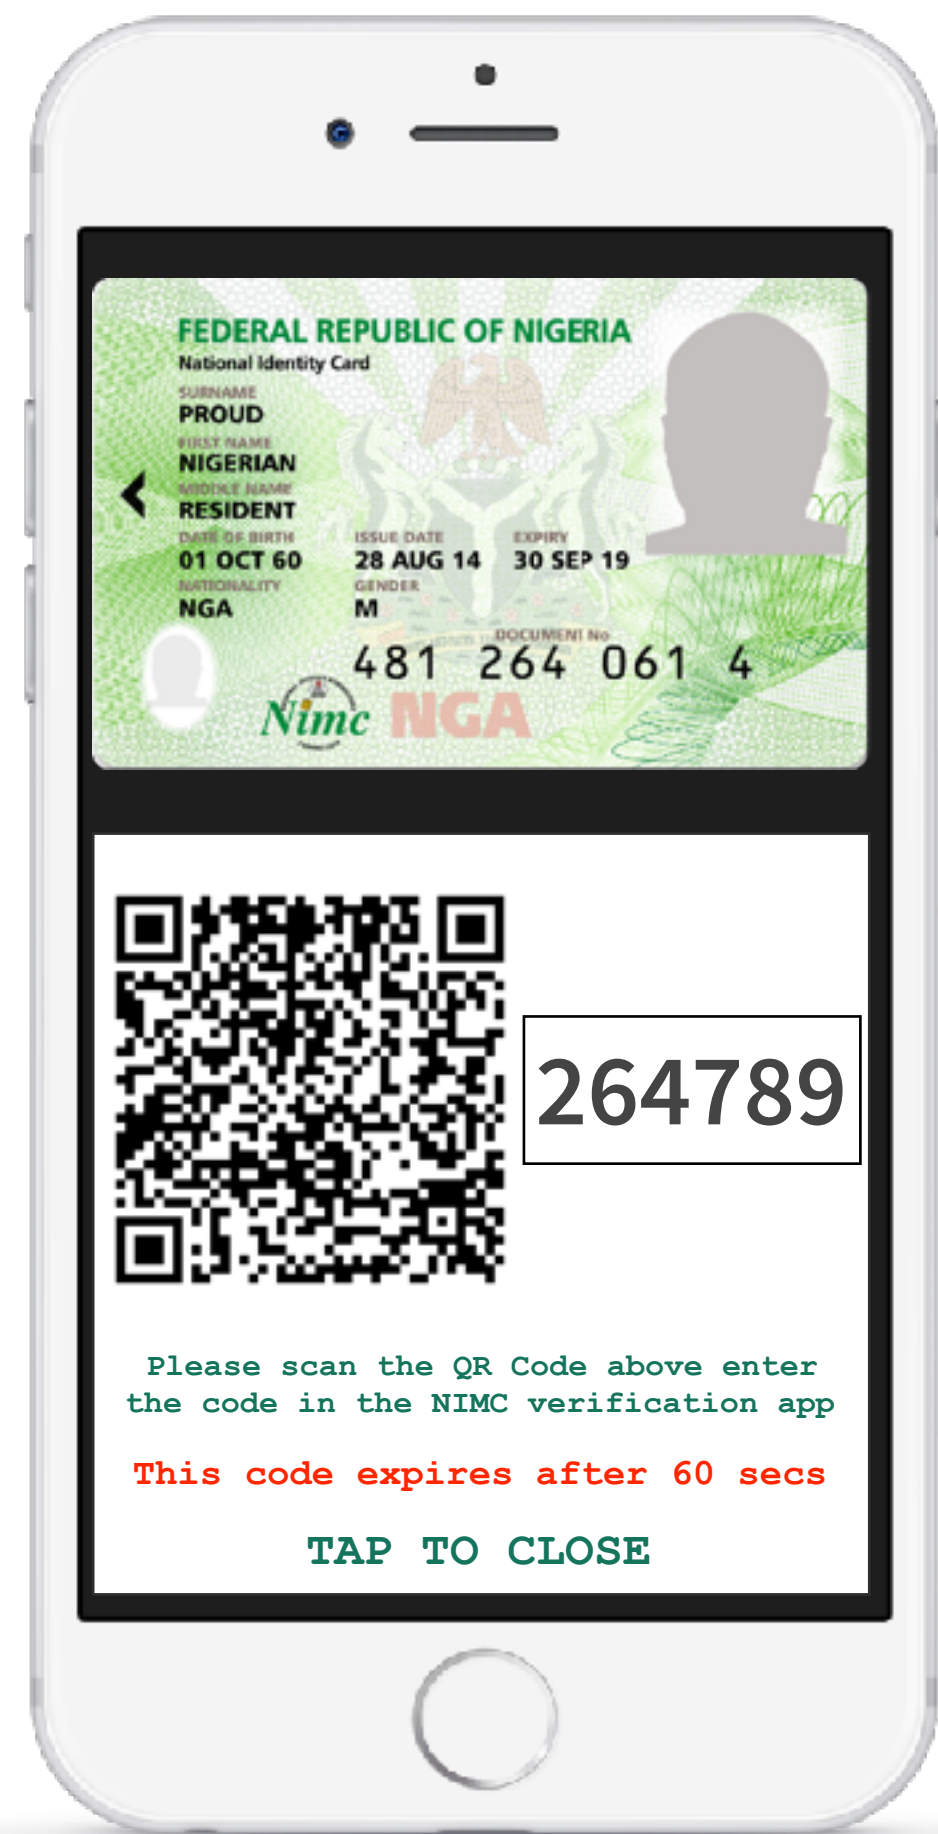 FEDERAL REPUBLIC OF NIGERIA
National Identity Card
SURNAME
PROUD
FIRST NAME
NIGERIAN
MIDDLE NAME
RESIDENT
DATE OF BIRTH ISSUE DATE EXPIRY
01 OCT 60 28 AUG 14 30 SEP 19
NATIONALITY GENDER
NGA M
DOCUMENT No
481 264 061 4
Nimc NGA
264789
Please scan the QR Code above enter
the code in the NIMC verification app
This code expires after 60 secs
TAP TO CLOSE